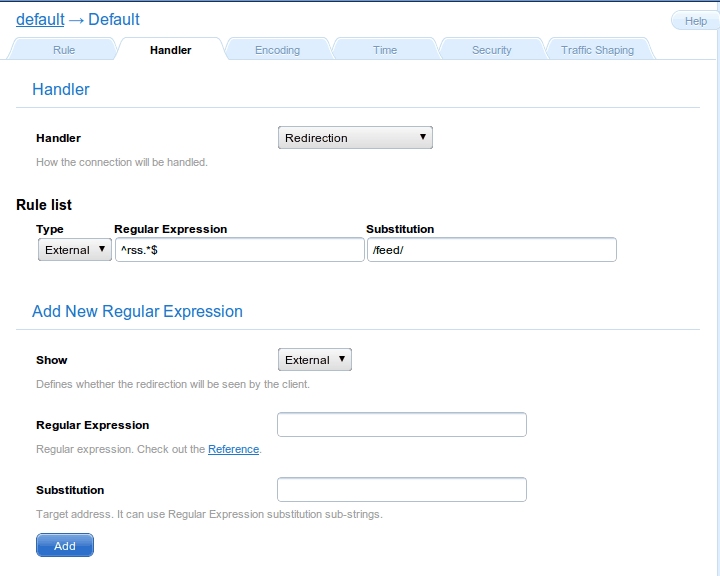 default → Default
Help
Rule Handler Encoding Time Security Traffic Shaping
Handler
Handler Redirection
How the connection will be handled.
Rule list
Type Regular Expression Substitution
External ^rss.*$ /feed/
Add New Regular Expression
Show External
Defines whether the redirection will be seen by the client.
Regular Expression
Regular expression. Check out the Reference.
Substitution
Target address. It can use Regular Expression substitution sub-strings.
Add